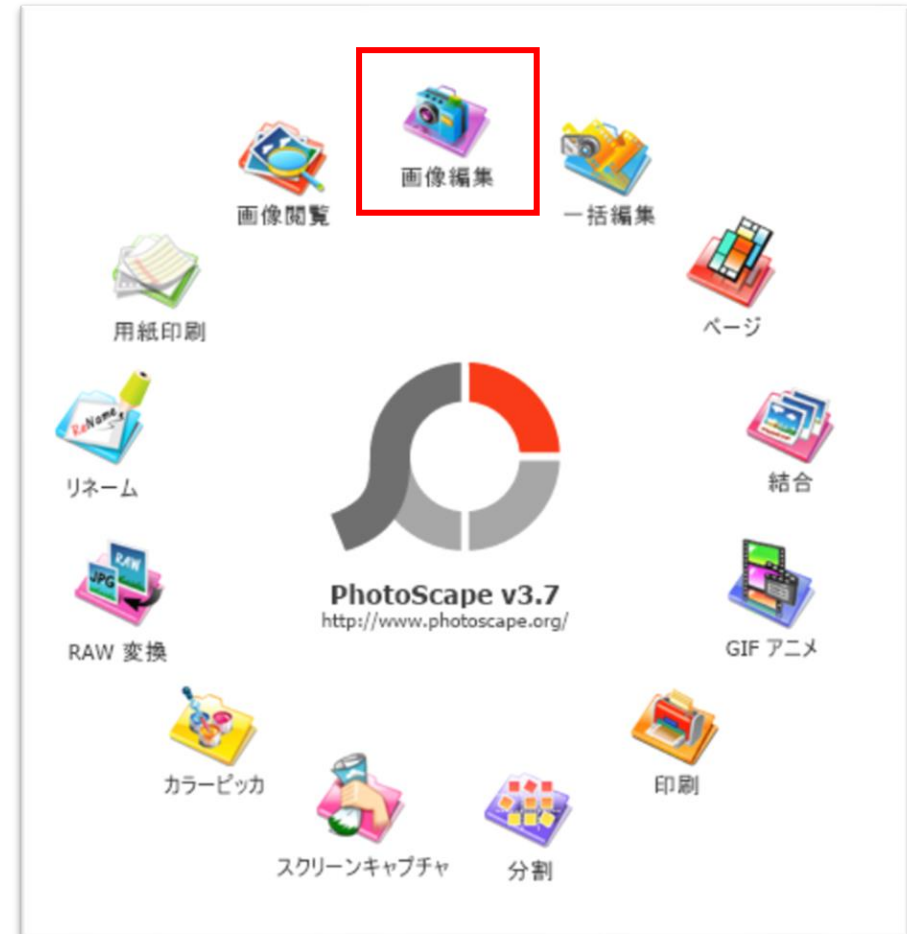 画像編集
画像閲覧
一括編集
用紙印刷
ページ
ReName
リネーム
結合
RAW
JPG
PhotoScape v3.7
http://www.photoscape.org/
RAW 変換
GIF アニメ
カラーピッカ
印刷
スクリーンキャプチャ
分割